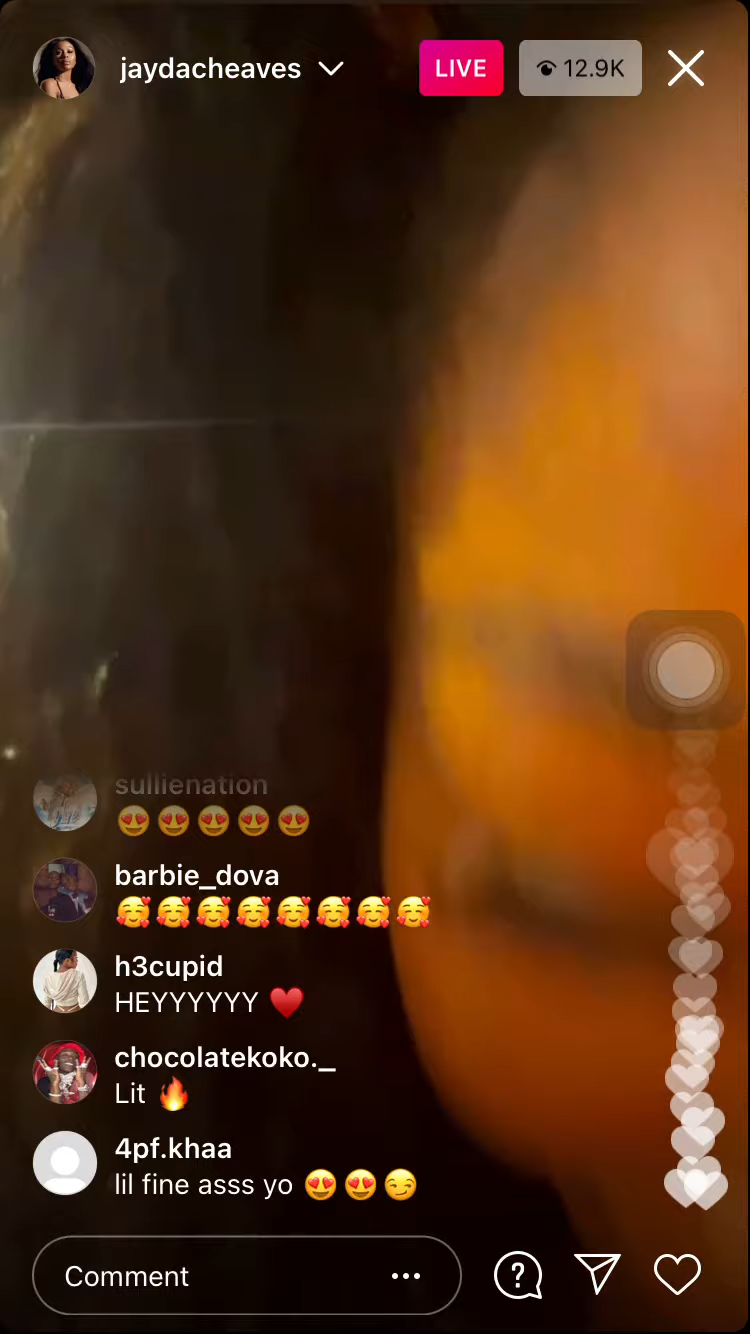 jaydacheaves
LIVE
12.9K
sullienation
😍😍😍😍😍
barbie_dova
🥰🥰🥰🥰🥰🥰🥰🥰
h3cupid
HEYYYYYY ♥️
chocolatekoko._
Lit 🔥
4pf.khaa
lil fine asss yo 😍😍😏
Comment